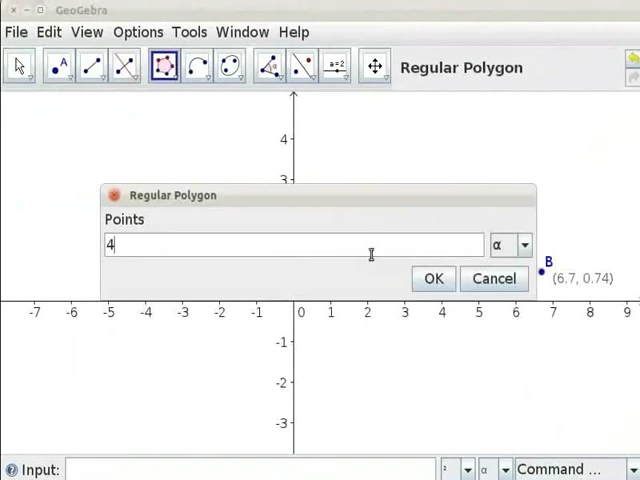 GeoGebra
File Edit View Options Tools Window Help
A a=2 Regular Polygon
4
3
Regular Polygon
Points
4 α
OK Cancel
B
(6.7, 0.74)
-7 -6 -5 -4 -3 -2 -1 0 1 2 3 4 5 6 7 8 9
-1
-2
-3
Input: ² α Command ...